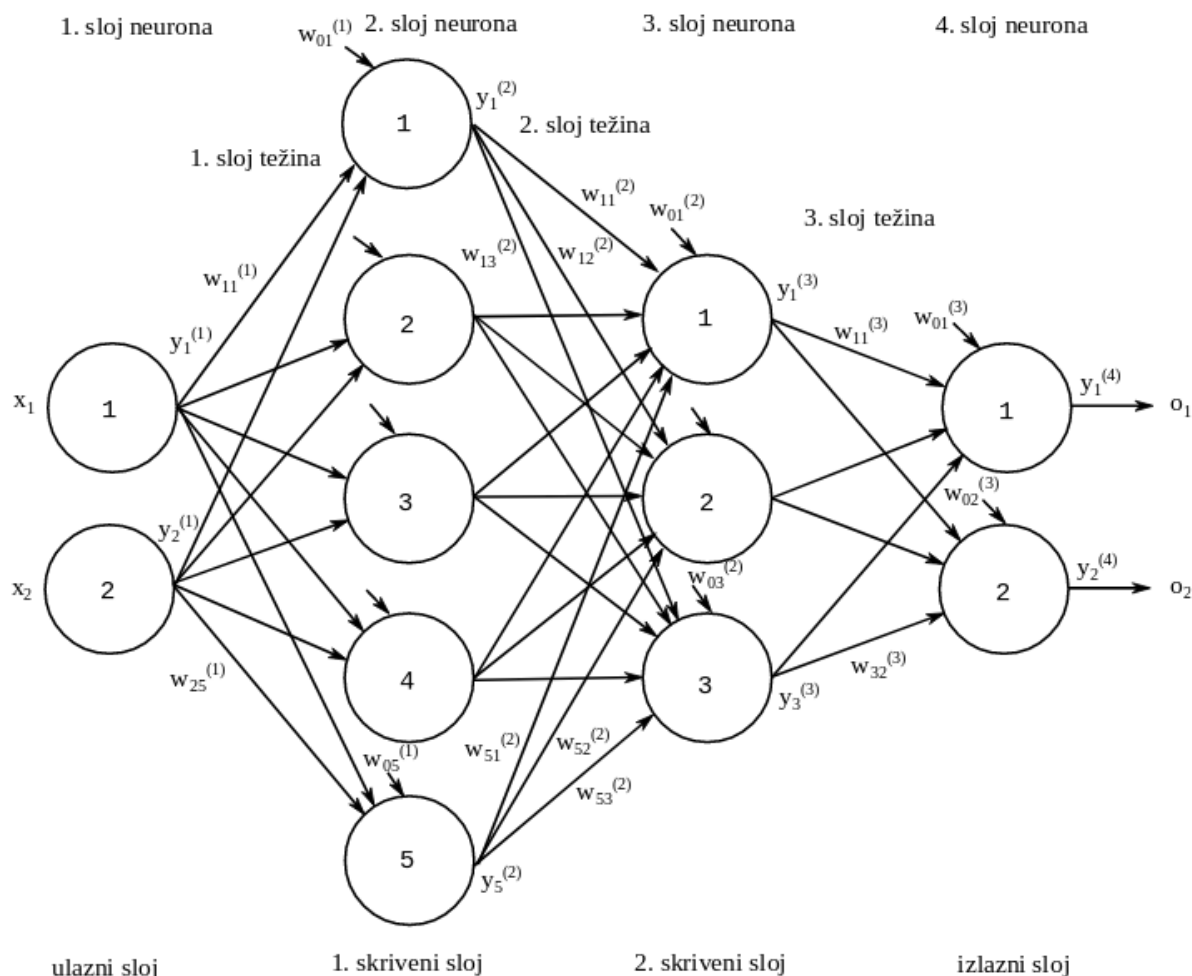 1. sloj neurona
2. sloj neurona
3. sloj neurona
4. sloj neurona
w01(1)
y1(2)
2. sloj težina
1. sloj težina
w11(2)
w01(2)
3. sloj težina
w13(2)
w12(2)
w11(1)
y1(3)
w01(3)
w11(3)
y1(1)
y1(4)
x1
o1
1
2
3
4
5
1
2
1
2
3
1
2
w02(3)
y2(1)
w03(2)
y2(4)
x2
o2
w25(1)
w32(3)
y3(3)
w05(1)
w51(2)
w52(2)
w53(2)
y5(2)
ulazni sloj
1. skriveni sloj
2. skriveni sloj
izlazni sloj